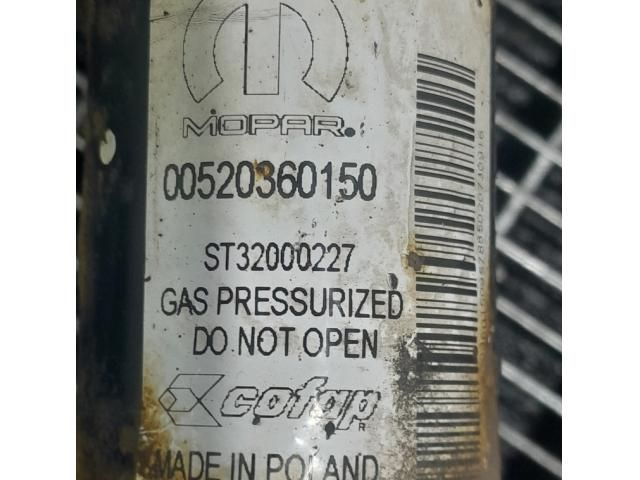 MOPAR®
00520360150
ST32000227
GAS PRESSURIZED
DO NOT OPEN
cofap®
MADE IN POLAND